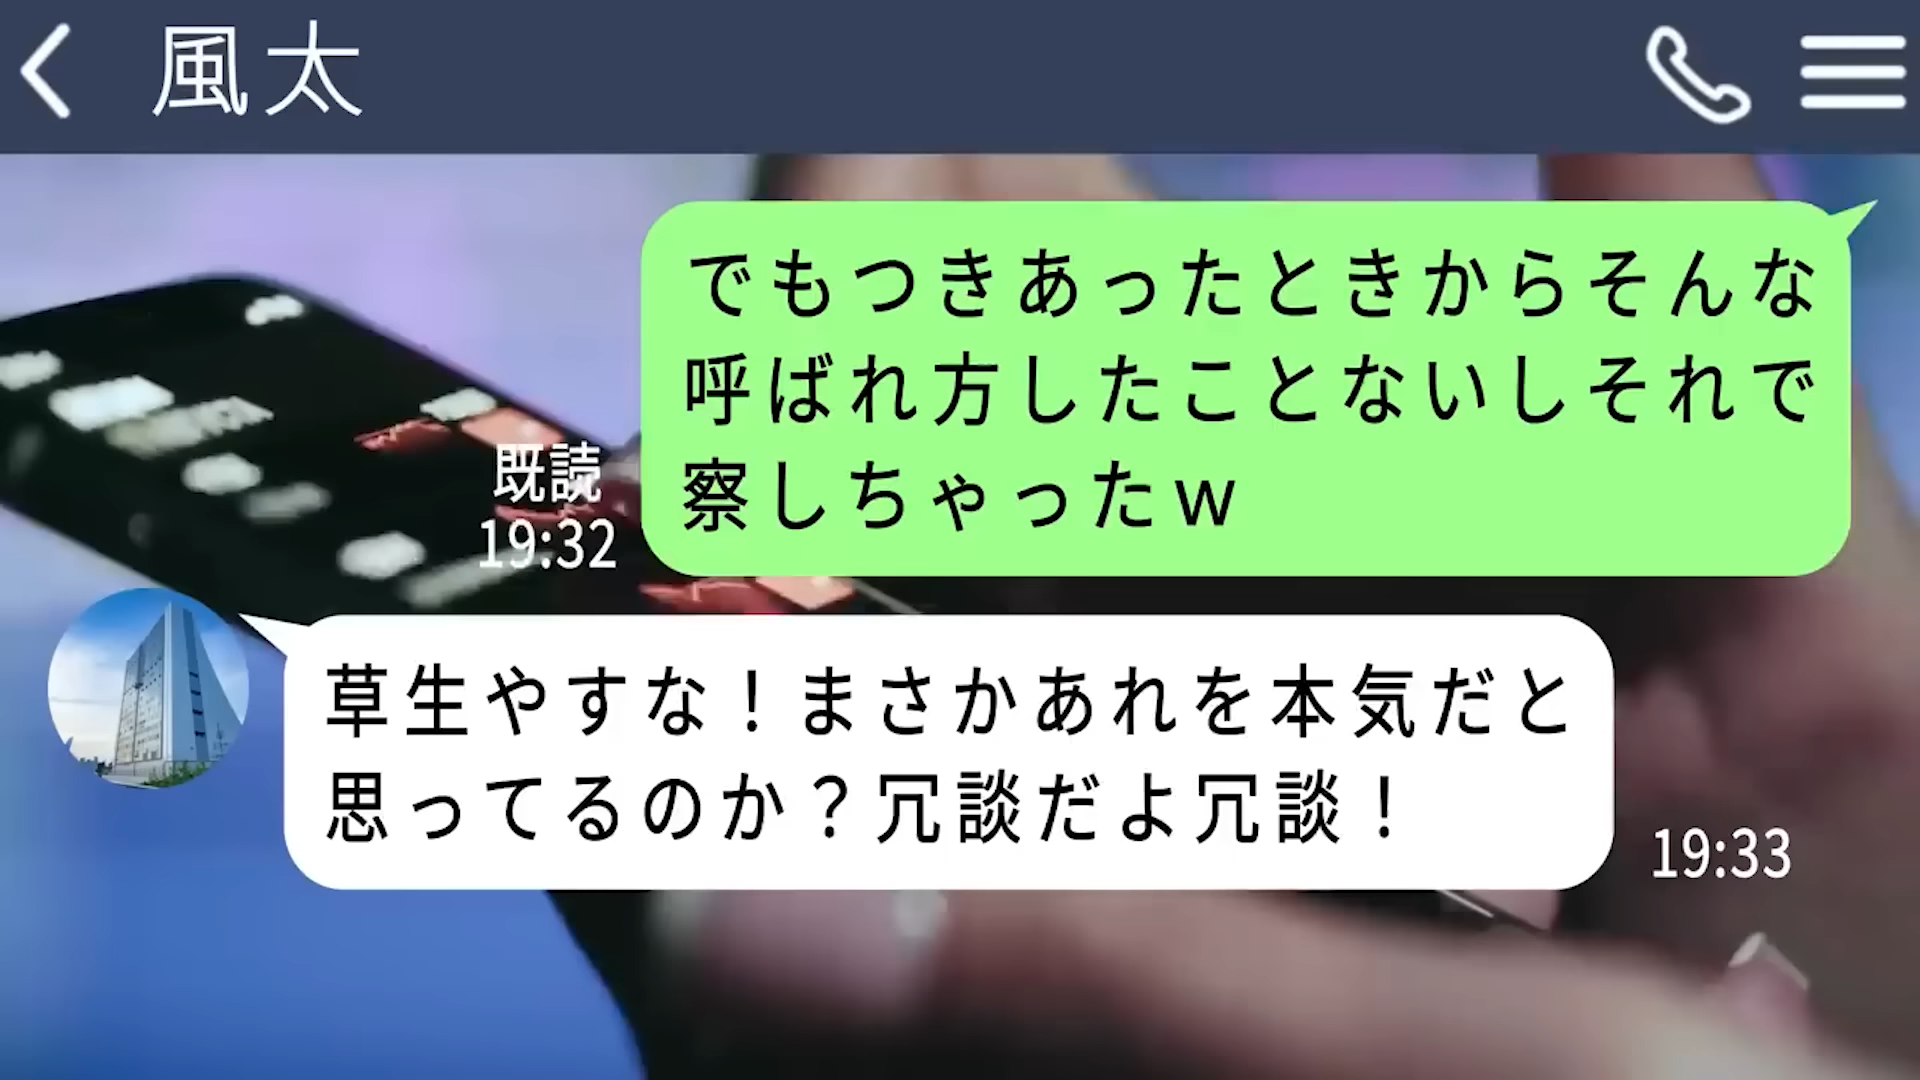 風太
でもつきあったときからそんな
呼ばれ方したことないしそれで
察しちゃったｗ
既読
19:32
草生やすな！まさかあれを本気だと
思ってるのか？冗談だよ冗談！
19:33